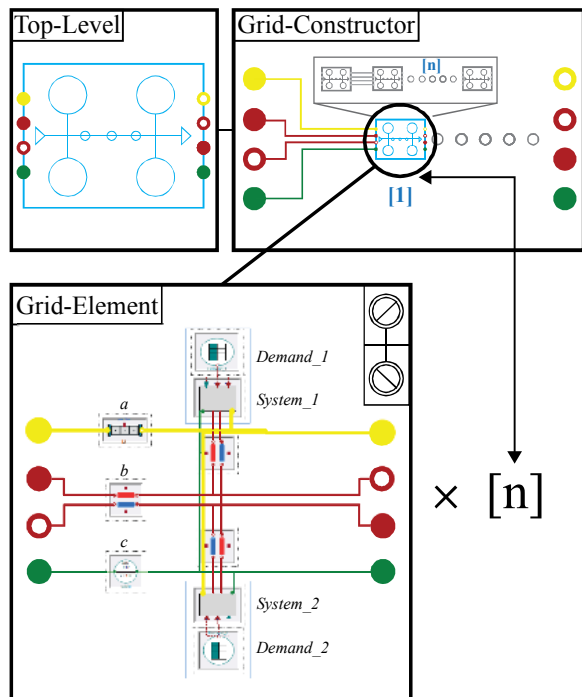 Top-Level
Grid-Constructor
[n]
[1]
Grid-Element
Demand_1
System_1
a
b
c
× [n]
System_2
Demand_2